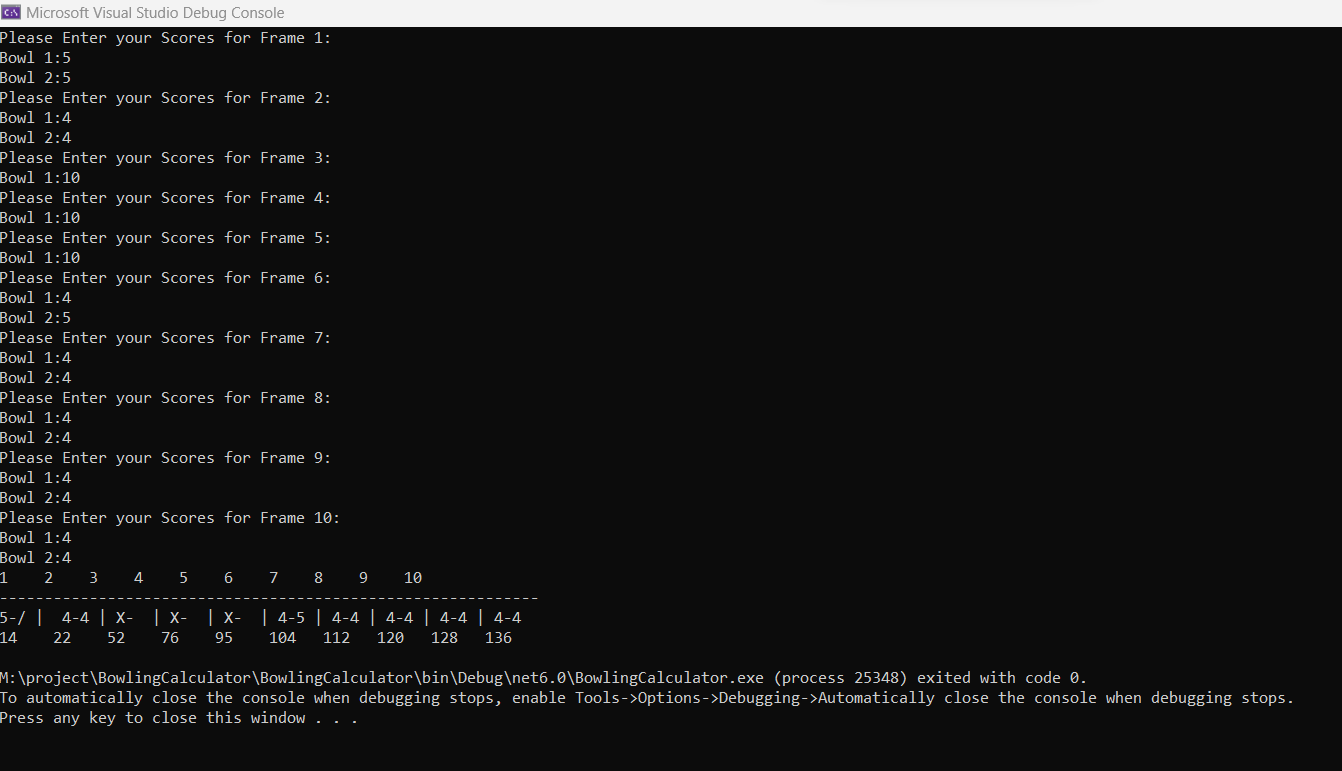 Microsoft Visual Studio Debug Console
Please Enter your Scores for Frame 1:
Bowl 1:5
Bowl 2:5
Please Enter your Scores for Frame 2:
Bowl 1:4
Bowl 2:4
Please Enter your Scores for Frame 3:
Bowl 1:10
Please Enter your Scores for Frame 4:
Bowl 1:10
Please Enter your Scores for Frame 5:
Bowl 1:10
Please Enter your Scores for Frame 6:
Bowl 1:4
Bowl 2:5
Please Enter your Scores for Frame 7:
Bowl 1:4
Bowl 2:4
Please Enter your Scores for Frame 8:
Bowl 1:4
Bowl 2:4
Please Enter your Scores for Frame 9:
Bowl 1:4
Bowl 2:4
Please Enter your Scores for Frame 10:
Bowl 1:4
Bowl 2:4
1    2    3    4    5    6    7    8    9    10
------------------------------------------------------------
5-/ |  4-4 | X-  | X-  | X-  | 4-5 | 4-4 | 4-4 | 4-4 | 4-4
14    22    52    76    95    104   112   120   128   136
M:\project\BowlingCalculator\BowlingCalculator\bin\Debug\net6.0\BowlingCalculator.exe (process 25348) exited with code 0.
To automatically close the console when debugging stops, enable Tools->Options->Debugging->Automatically close the console when debugging stops.
Press any key to close this window . . .